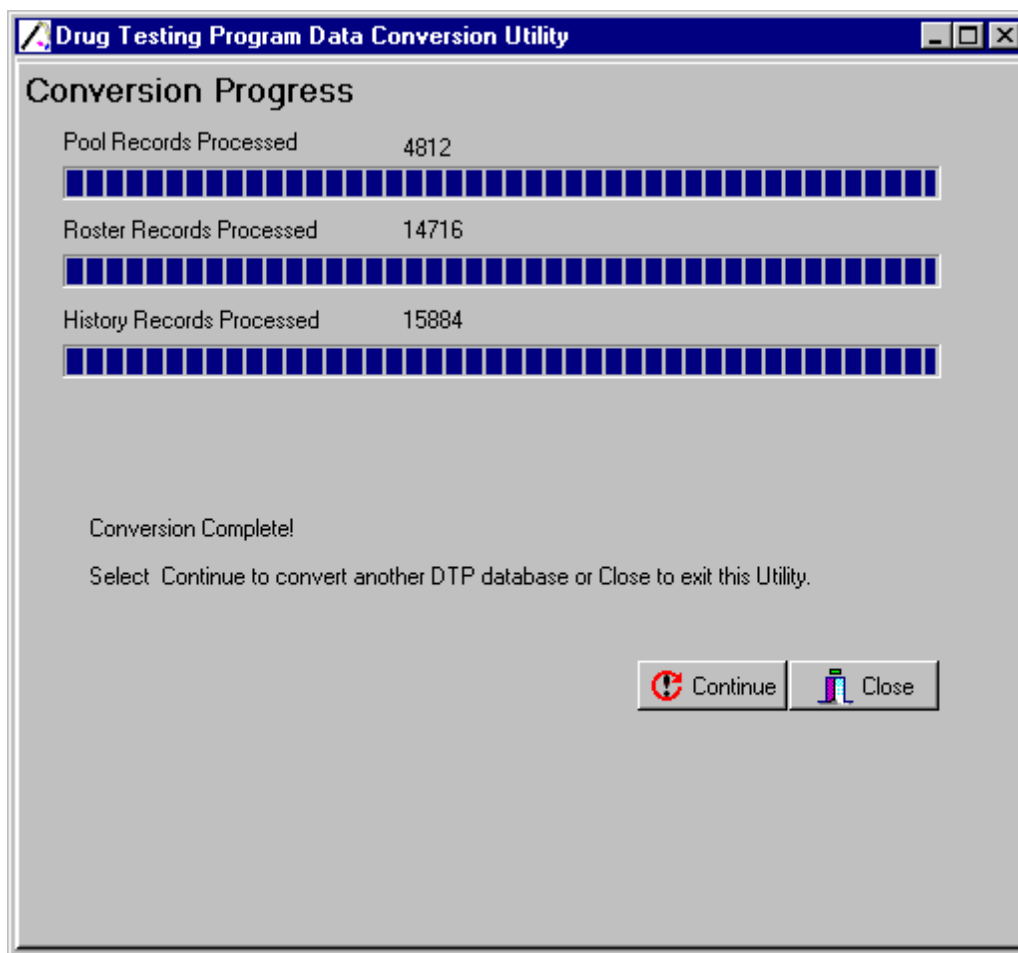 Drug Testing Program Data Conversion Utility
Conversion Progress
Pool Records Processed 4812
Roster Records Processed 14716
History Records Processed 15884
Conversion Complete!
Select  Continue to convert another DTP database or Close to exit this Utility.
Continue Close